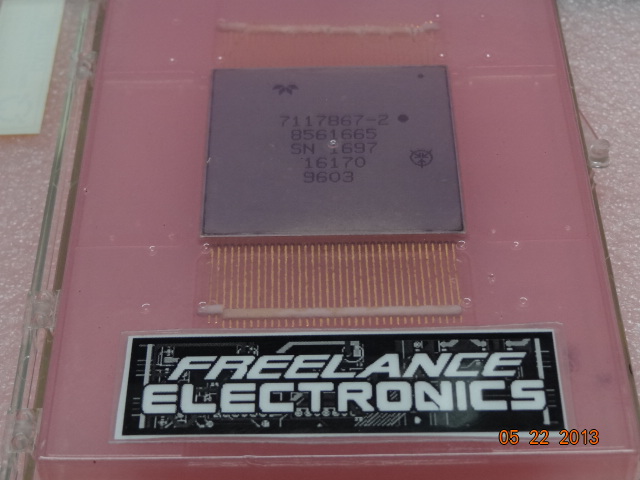 7117867-2
8561665
SN 1697
16170
9603
FREELANCE
ELECTRONICS
05 22 2013